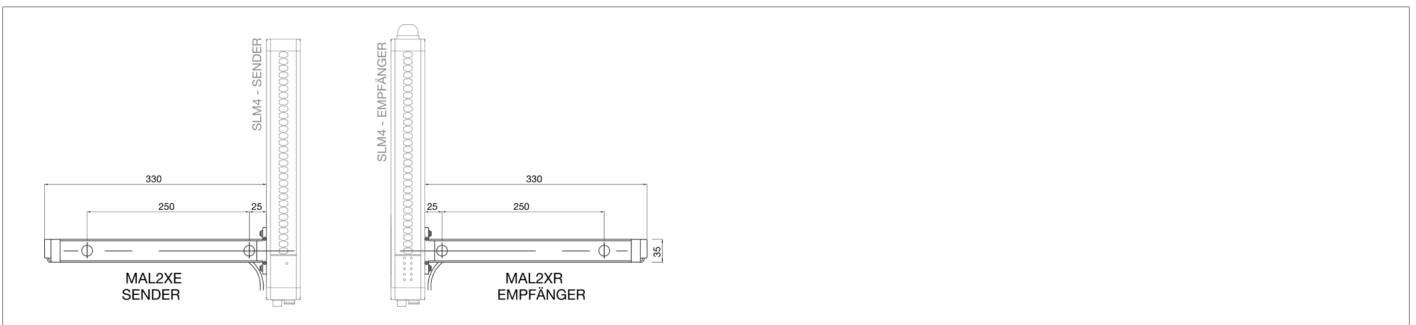 SLM4 - SENDER
SLM4 - EMPFÄNGER
330
330
250
25
25
250
35
MAL2XE
SENDER
MAL2XR
EMPFÄNGER